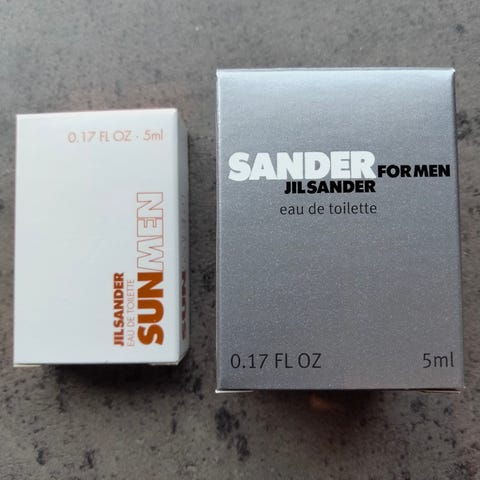 0.17 FL OZ · 5ml
JIL SANDER
EAU DE TOILETTE
SUNMEN
SUN
SANDER FOR MEN
JIL SANDER
eau de toilette
0.17 FL OZ 5ml